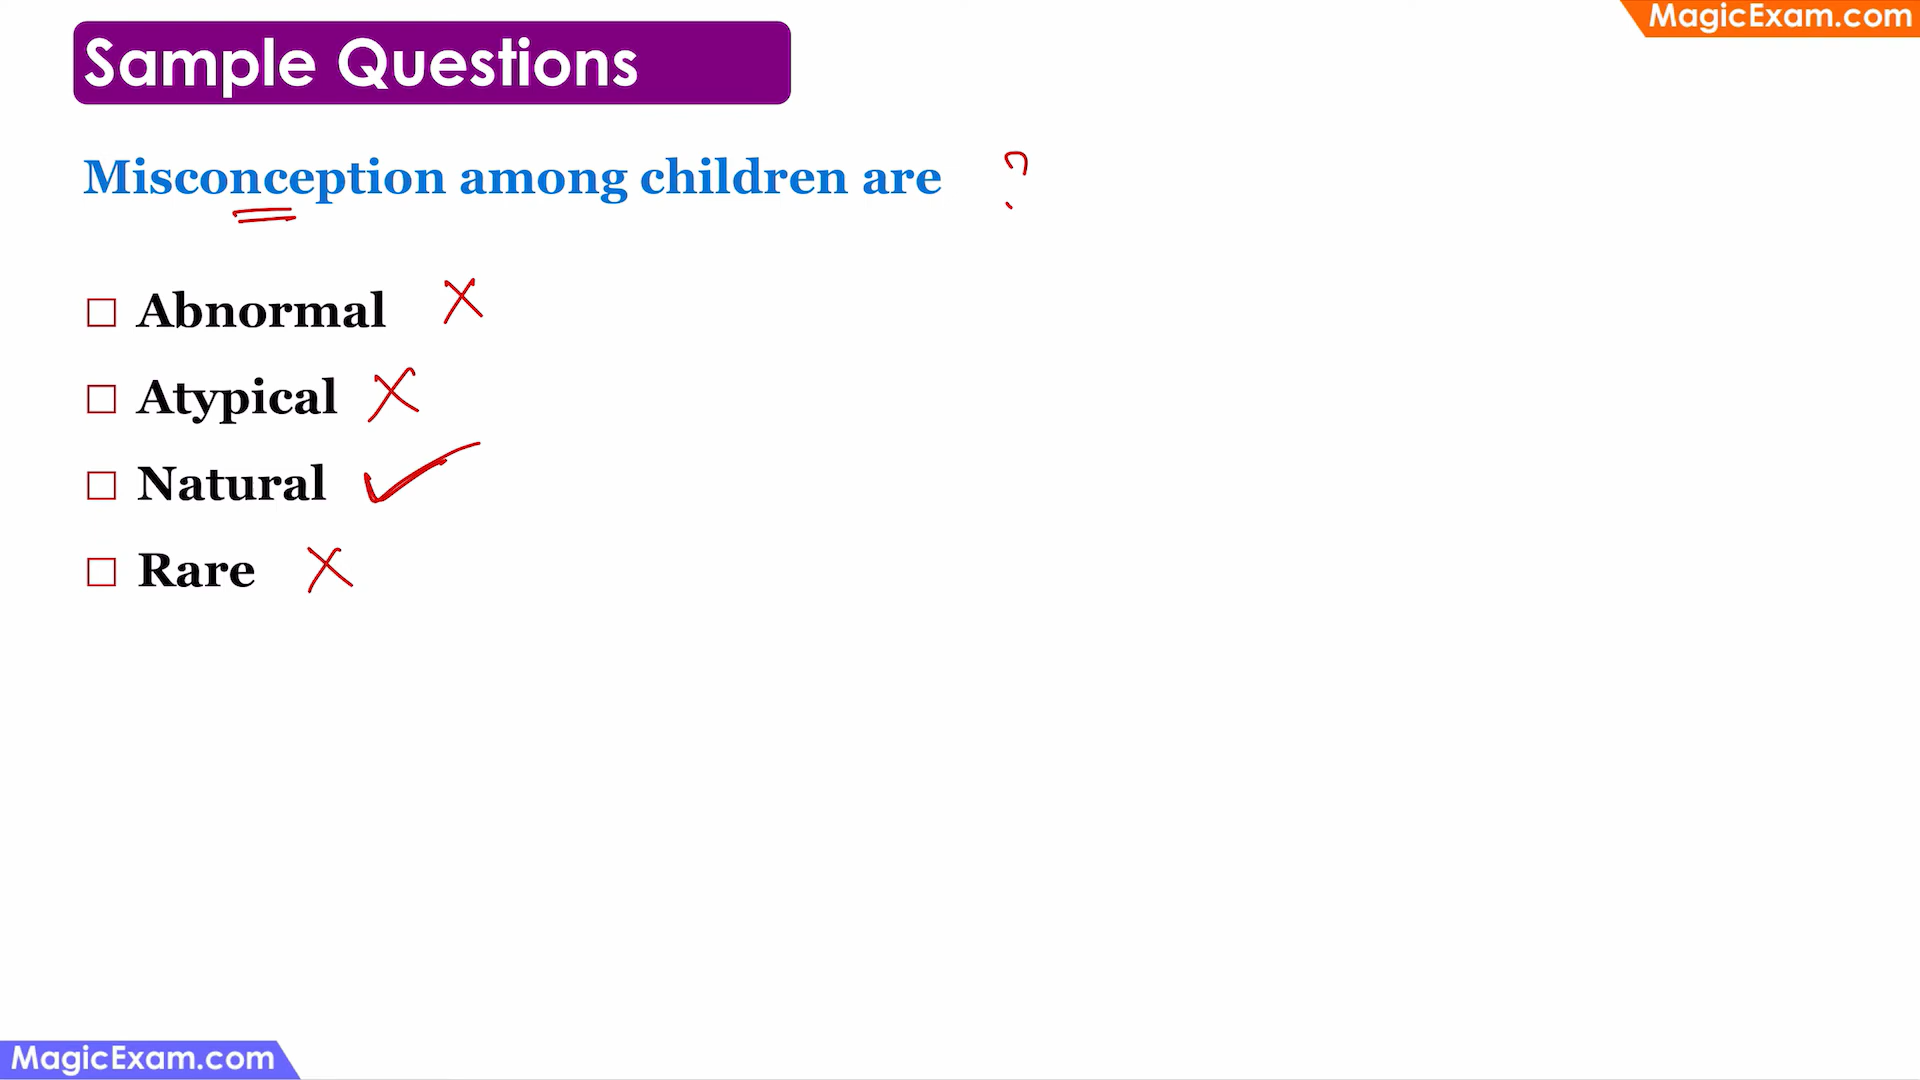 MagicExam.com
Sample Questions
Misconception among children are ?
Abnormal
Atypical
Natural
Rare
MagicExam.com